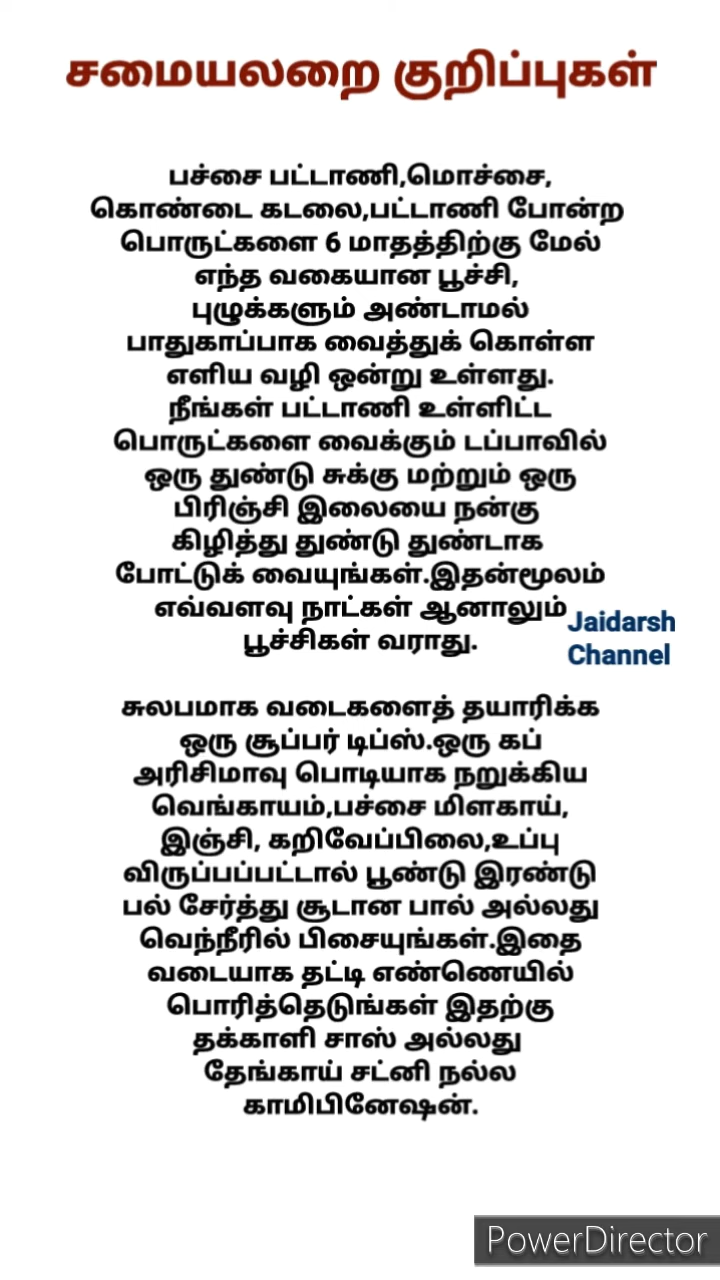 சமையலறை குறிப்புகள்
பச்சை பட்டாணி,மொச்சை,
கொண்டை கடலை,பட்டாணி போன்ற
பொருட்களை 6 மாதத்திற்கு மேல்
எந்த வகையான பூச்சி,
புழுக்களும் அண்டாமல்
பாதுகாப்பாக வைத்துக் கொள்ள
எளிய வழி ஒன்று உள்ளது.
நீங்கள் பட்டாணி உள்ளிட்ட
பொருட்களை வைக்கும் டப்பாவில்
ஒரு துண்டு சுக்கு மற்றும் ஒரு
பிரிஞ்சி இலையை நன்கு
கிழித்து துண்டு துண்டாக
போட்டுக் வையுங்கள்.இதன்மூலம்
எவ்வளவு நாட்கள் ஆனாலும்
பூச்சிகள் வராது.
Jaidarsh
Channel
சுலபமாக வடைகளைத் தயாரிக்க
ஒரு சூப்பர் டிப்ஸ்.ஒரு கப்
அரிசிமாவு பொடியாக நறுக்கிய
வெங்காயம்,பச்சை மிளகாய்,
இஞ்சி, கறிவேப்பிலை,உப்பு
விருப்பப்பட்டால் பூண்டு இரண்டு
பல் சேர்த்து சூடான பால் அல்லது
வெந்நீரில் பிசையுங்கள்.இதை
வடையாக தட்டி எண்ணெயில்
பொரித்தெடுங்கள் இதற்கு
தக்காளி சாஸ் அல்லது
தேங்காய் சட்னி நல்ல
காமிபினேஷன்.
PowerDirector